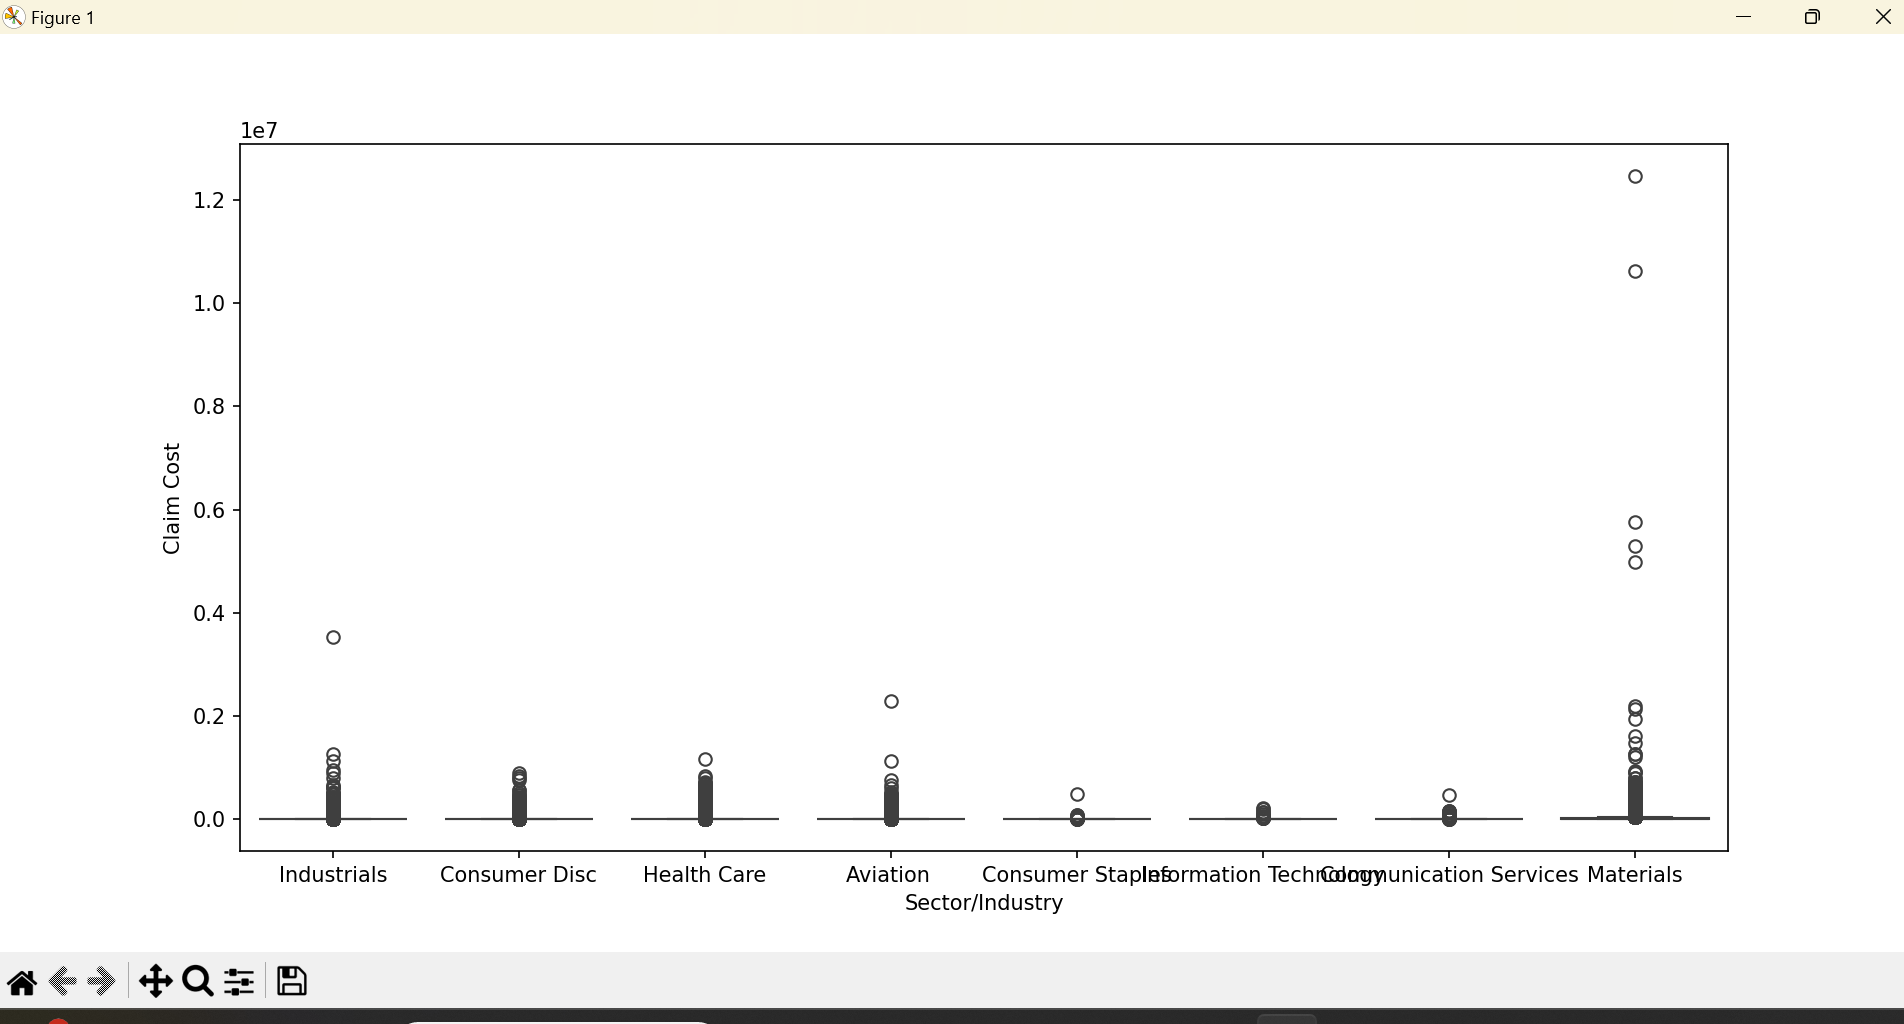 Figure 1
1e7
1.2
1.0
0.8
0.6
0.4
0.2
0.0
Claim Cost
Industrials
Consumer Disc
Health Care
Aviation
Consumer Staples
Information Technology
Communication Services
Materials
Sector/Industry